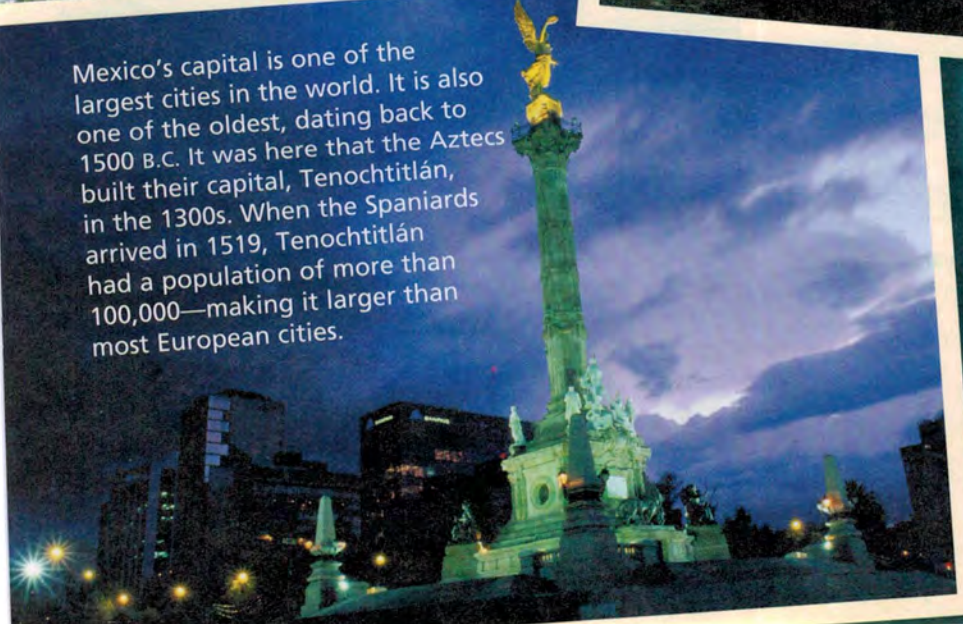 Mexico's capital is one of the
largest cities in the world. It is also
one of the oldest, dating back to
1500 B.C. It was here that the Aztecs
built their capital, Tenochtitlán,
in the 1300s. When the Spaniards
arrived in 1519, Tenochtitlán
had a population of more than
100,000—making it larger than
most European cities.